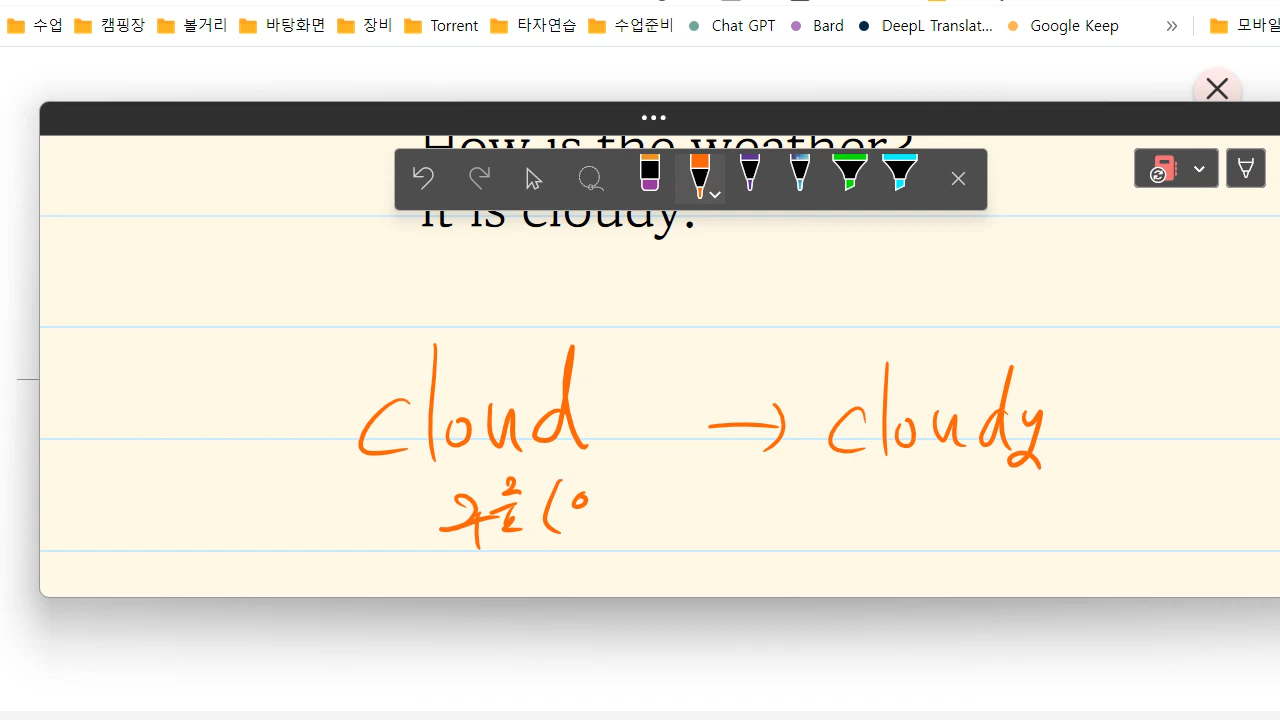 수업 캠핑장 볼거리 바탕화면 장비 Torrent 타자연습 수업준비 Chat GPT Bard DeepL Translat... Google Keep » 모바일
How is the weather?
it is cloudy.
cloud → cloudy
구름 (